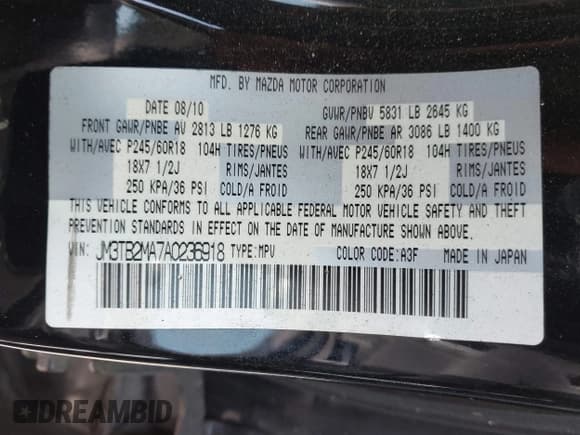 MFD. BY MAZDA MOTOR CORPORATION
DATE 08/10 GVWR/PNBV 5831 LB 2645 KG
FRONT GAWR/PNBE AV 2813 LB 1276 KG REAR GAWR/PNBE AR 3086 LB 1400 KG
WITH/AVEC P245/60R18 104H TIRES/PNEUS WITH/AVEC P245/60R18 104H TIRES/PNEUS
18X7 1/2J RIMS/JANTES 18X7 1/2J RIMS/JANTES
250 KPA/36 PSI COLD/A FROID 250 KPA/36 PSI COLD/A FROID
THIS VEHICLE CONFORMS TO ALL APPLICABLE FEDERAL MOTOR VEHICLE SAFETY AND THEFT
PREVENTION STANDARDS IN EFFECT ON THE DATE OF MANUFACTURE SHOWN ABOVE.
VIN: JM3TB2MA7A0236918 TYPE:MPV COLOR CODE: A3F MADE IN JAPAN
DREAMBID